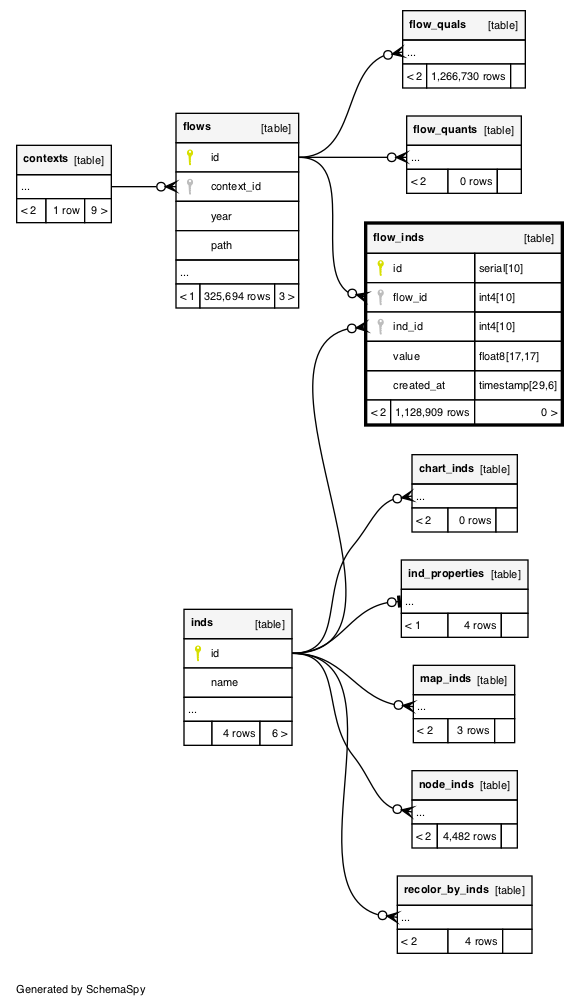 flow_quals [table]
...
< 2 1,266,730 rows
flow_quants [table]
...
< 2 0 rows
flows [table]
id
context_id
year
path
...
< 1 325,694 rows 3 >
contexts [table]
...
< 2 1 row 9 >
flow_inds [table]
id serial[10]
flow_id int4[10]
ind_id int4[10]
value float8[17,17]
created_at timestamp[29,6]
< 2 1,128,909 rows 0 >
chart_inds [table]
...
< 2 0 rows
ind_properties [table]
...
< 1 4 rows
inds [table]
id
name
...
4 rows 6 >
map_inds [table]
...
< 2 3 rows
node_inds [table]
...
< 2 4,482 rows
recolor_by_inds [table]
...
< 2 4 rows
Generated by SchemaSpy